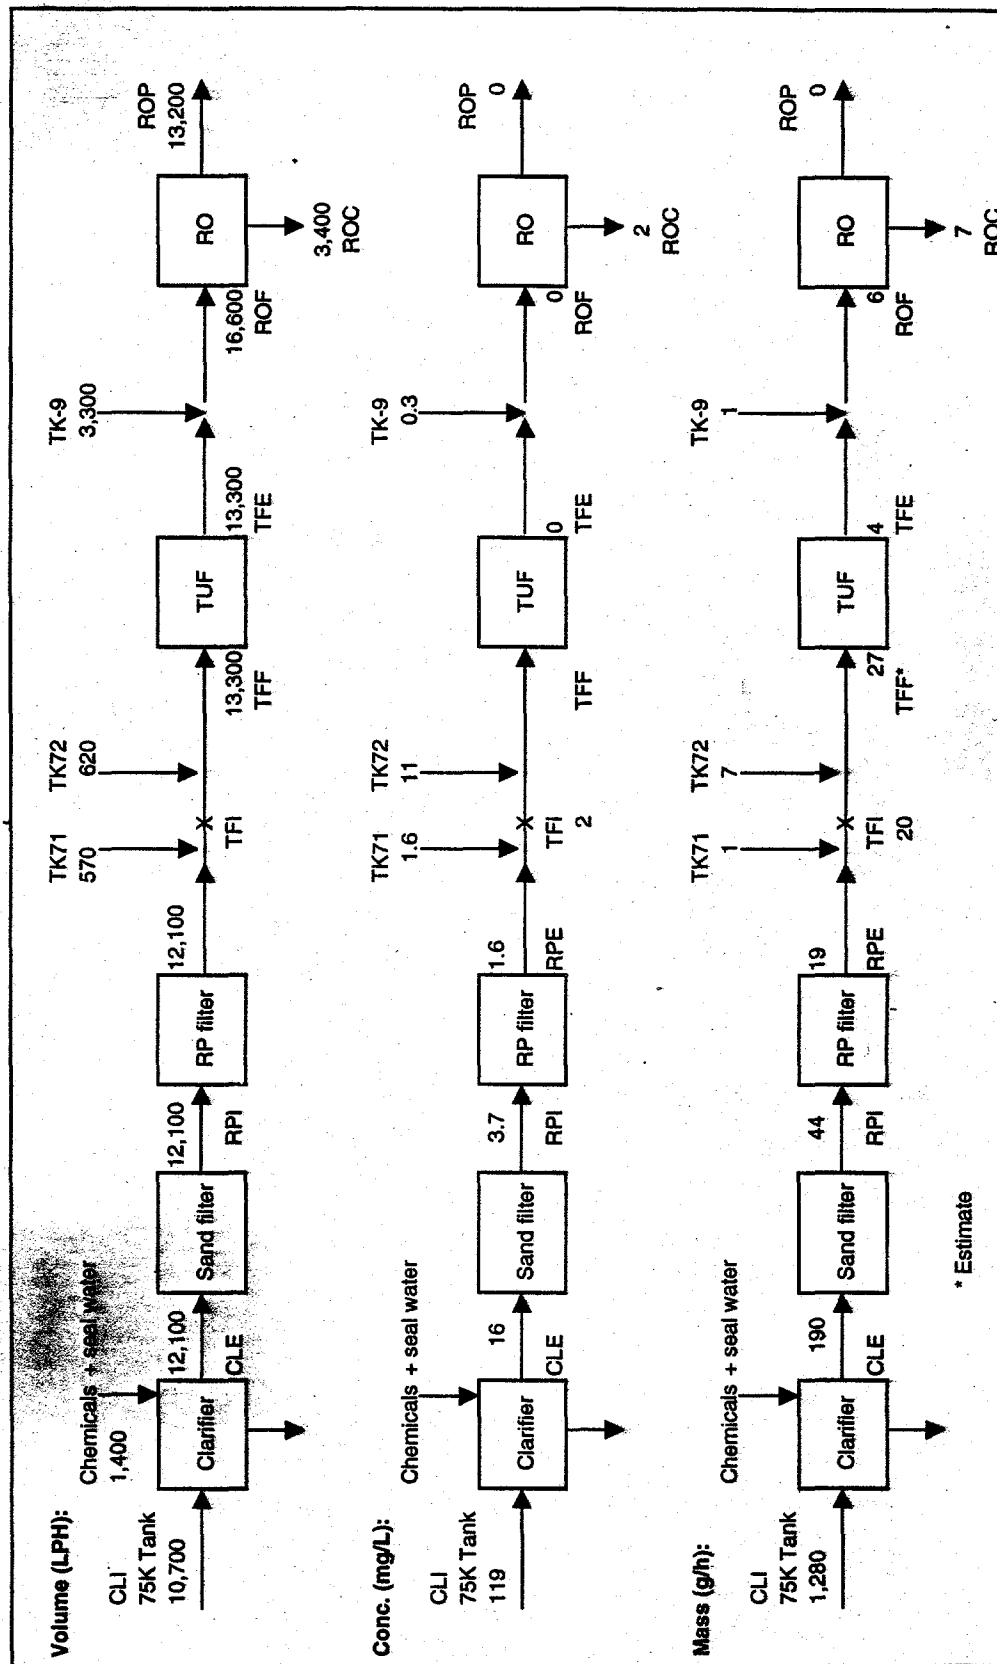 Volume (LPH):
CLI
75K Tank
10,700
Chemicals + seal water
1,400
Clarifier
12,100
CLE
Sand filter
12,100
RPI
RP filter
12,100
TK71
570
TFI
TK72
620
13,300
TFF
TUF
13,300
TFE
TK-9
3,300
16,600
ROF
RO
3,400
ROC
ROP
13,200
Conc. (mg/L):
CLI
75K Tank
119
Chemicals + seal water
Clarifier
16
CLE
Sand filter
3.7
RPI
RP filter
1.6
RPE
TK71
1.6
TFI
2
TK72
11
TFF
TUF
0
TFE
TK-9
0.3
0
ROF
RO
2
ROC
ROP
0
Mass (g/h):
CLI
75K Tank
1,280
Chemicals + seal water
Clarifier
190
CLE
Sand filter
44
RPI
RP filter
19
RPE
TK71
1
TFI
20
TK72
7
27
TFF*
TUF
4
TFE
TK-9
1
6
ROF
RO
7
ROC
ROP
0
* Estimate